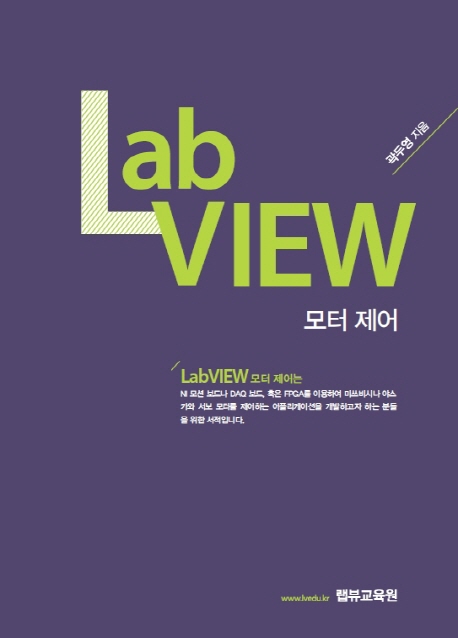 Lab
VIEW
곽두영 지음
모터 제어
LabVIEW 모터 제어는
NI 모션 보드나 DAQ 보드, 혹은 FPGA를 이용하여 미쓰비시나 야스
가와 서보 모터를 제어하는 어플리케이션을 개발하고자 하는 분들
을 위한 서적입니다.
www.lvedu.kr 랩뷰교육원